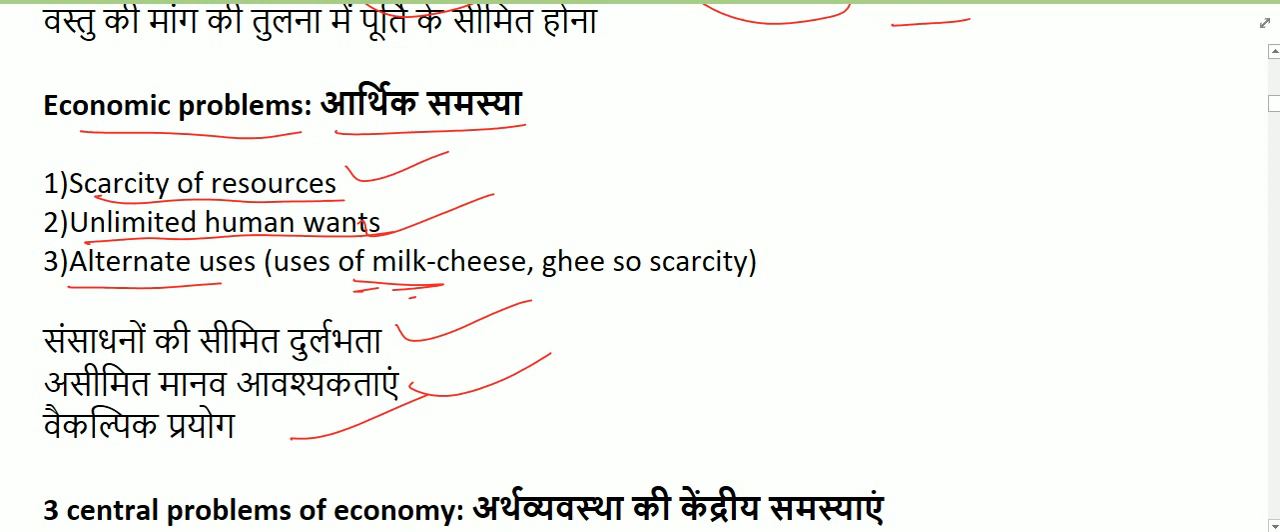 वस्तु की मांग की तुलना में पूर्ति के सीमित होना
Economic problems: आर्थिक समस्या
1)Scarcity of resources
2)Unlimited human wants
3)Alternate uses (uses of milk-cheese, ghee so scarcity)
संसाधनों की सीमित दुर्लभता
असीमित मानव आवश्यकताएं
वैकल्पिक प्रयोग
3 central problems of economy: अर्थव्यवस्था की केंद्रीय समस्याएं